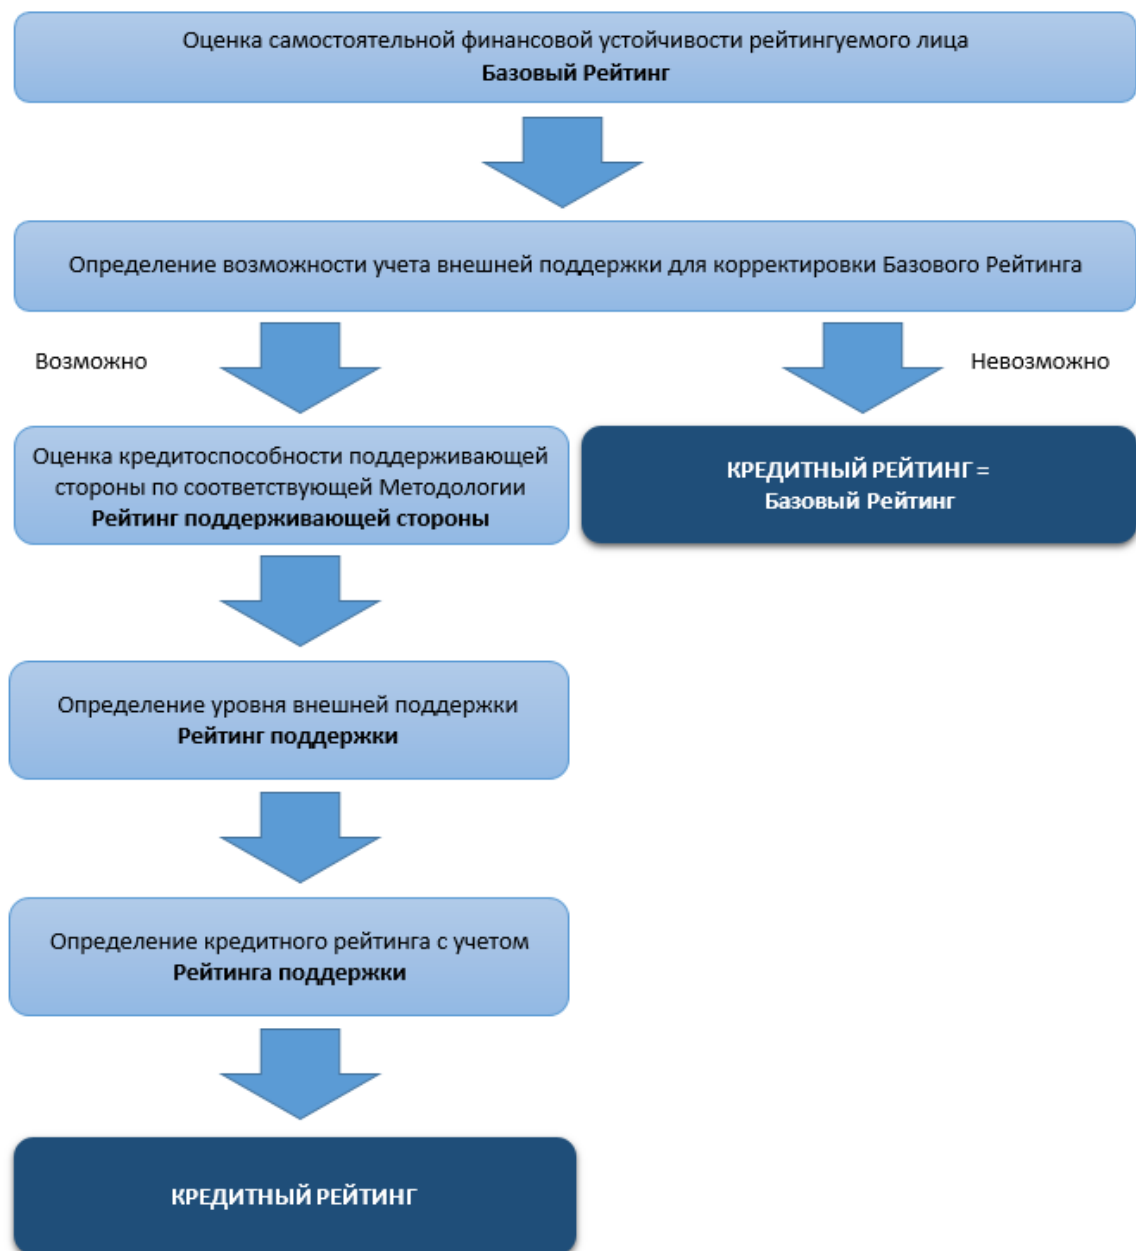 Оценка самостоятельной финансовой устойчивости рейтингуемого лица
Базовый Рейтинг
Определение возможности учета внешней поддержки для корректировки Базового Рейтинга
Возможно
Невозможно
Оценка кредитоспособности поддерживающей
стороны по соответствующей Методологии
Рейтинг поддерживающей стороны
КРЕДИТНЫЙ РЕЙТИНГ =
Базовый Рейтинг
Определение уровня внешней поддержки
Рейтинг поддержки
Определение кредитного рейтинга с учетом
Рейтинга поддержки
КРЕДИТНЫЙ РЕЙТИНГ